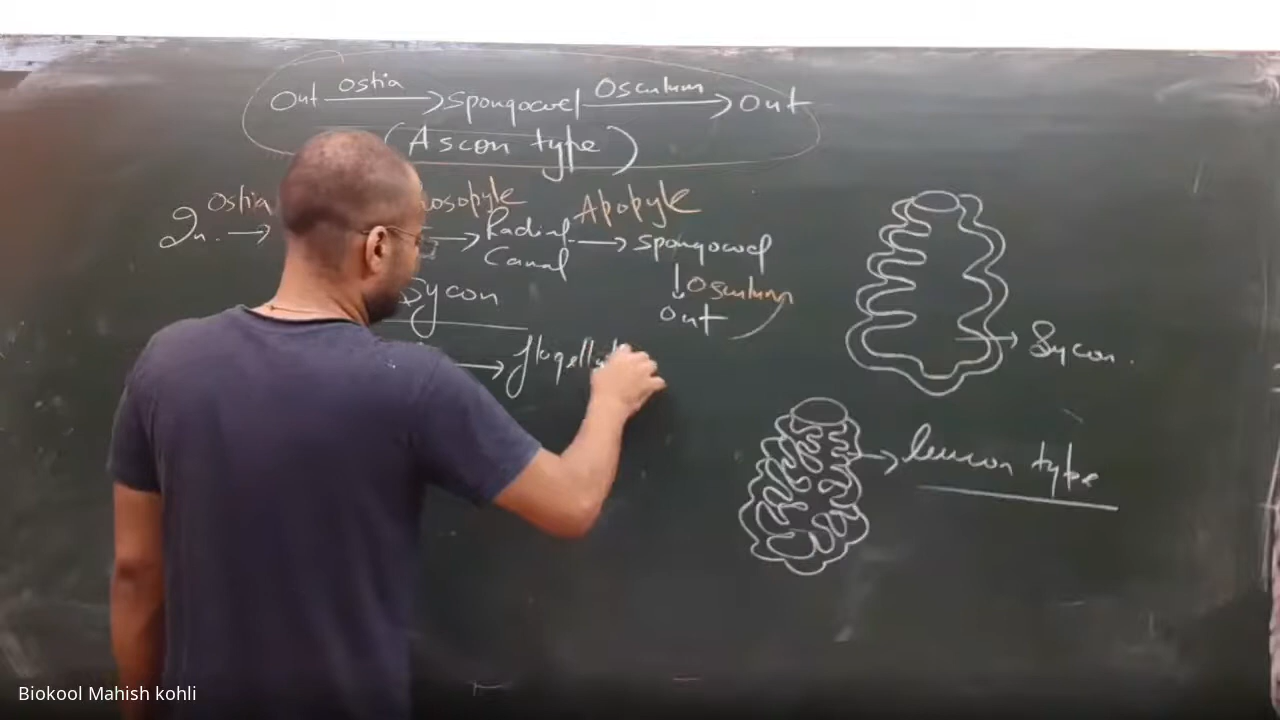 Out ostia → Spongocoel Osculum → Out
(Ascon type)
Ostia Apopyle
In. → → Radial Canal → Spongocoel
↓ Osculum
Out
Sycon
→
→ Sycon.
→ leucon type
Biokool Mahish kohli